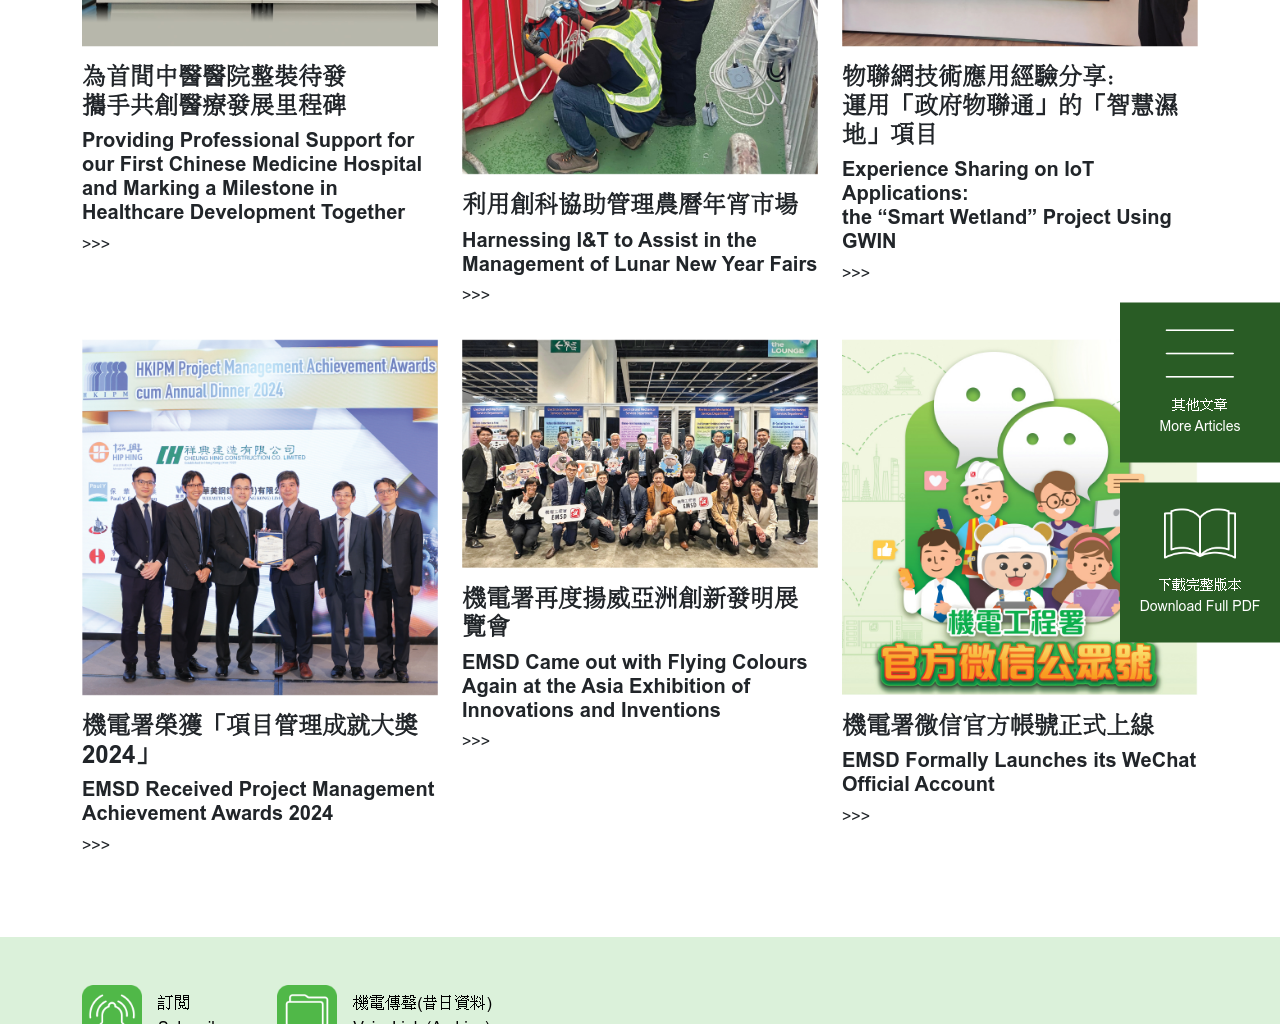 為首間中醫醫院整裝待發
攜手共創醫療發展里程碑
Providing Professional Support for
our First Chinese Medicine Hospital
and Marking a Milestone in
Healthcare Development Together
>>>
利用創科協助管理農曆年宵市場
Harnessing I&T to Assist in the
Management of Lunar New Year Fairs
>>>
物聯網技術應用經驗分享：
運用「政府物聯通」的「智慧濕
地」項目
Experience Sharing on IoT
Applications:
the “Smart Wetland” Project Using
GWIN
>>>
其他文章
More Articles
下載完整版本
Download Full PDF
HKIPM Project Management Achievement Awards
cum Annual Dinner 2024
HKIPM
協興
HIP HING
祥興建造有限公司
CHEUNG HING CONSTRUCTION CO. LIMITED
機電署榮獲「項目管理成就大獎
2024」
EMSD Received Project Management
Achievement Awards 2024
>>>
the LOUNGE
EMSD
EMSD
機電署再度揚威亞洲創新發明展
覽會
EMSD Came out with Flying Colours
Again at the Asia Exhibition of
Innovations and Inventions
>>>
機電工程署
官方微信公眾號
機電署微信官方帳號正式上線
EMSD Formally Launches its WeChat
Official Account
>>>
訂閱
機電傳聲(昔日資料)